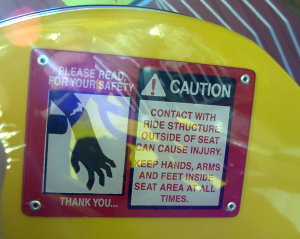 PLEASE READ,
FOR YOUR SAFETY
THANK YOU...
CAUTION
CONTACT WITH
RIDE STRUCTURE
OUTSIDE OF SEAT
CAN CAUSE INJURY.
KEEP HANDS, ARMS
AND FEET INSIDE
SEAT AREA AT ALL
TIMES.